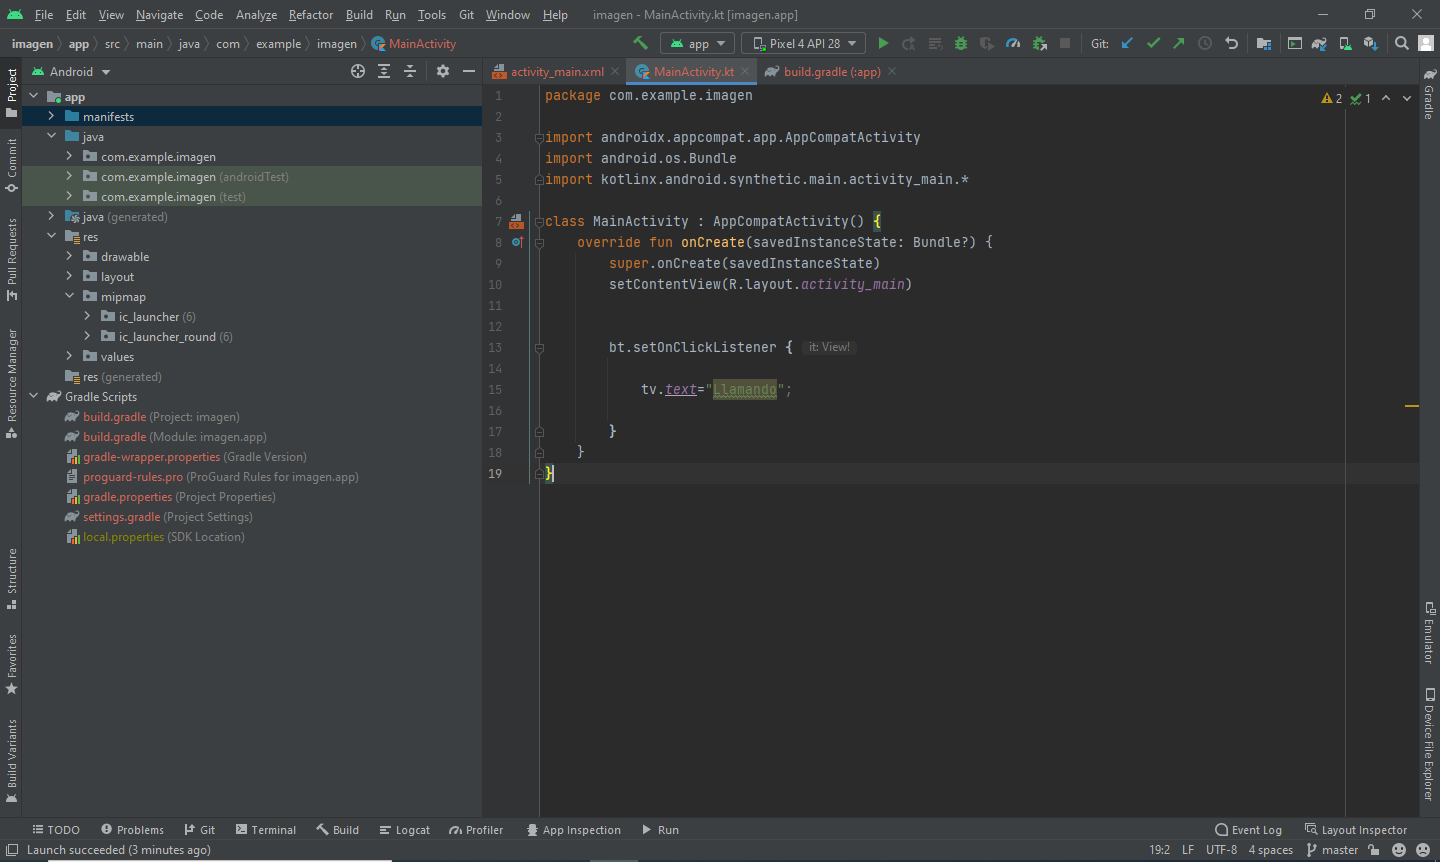 File Edit View Navigate Code Analyze Refactor Build Run Tools Git Window Help imagen - MainActivity.kt [imagen.app]
imagen app src main java com example imagen MainActivity app Pixel 4 API 28 Git:
Android
activity_main.xml MainActivity.kt build.gradle (:app)
Project
Commit
Pull Requests
Resource Manager
Structure
Favorites
Build Variants
app
manifests
java
com.example.imagen
com.example.imagen (androidTest)
com.example.imagen (test)
java (generated)
res
drawable
layout
mipmap
ic_launcher (6)
ic_launcher_round (6)
values
res (generated)
Gradle Scripts
build.gradle (Project: imagen)
build.gradle (Module: imagen.app)
gradle-wrapper.properties (Gradle Version)
proguard-rules.pro (ProGuard Rules for imagen.app)
gradle.properties (Project Properties)
settings.gradle (Project Settings)
local.properties (SDK Location)
1 package com.example.imagen
2
3 import androidx.appcompat.app.AppCompatActivity
4 import android.os.Bundle
5 import kotlinx.android.synthetic.main.activity_main.*
6
7 class MainActivity : AppCompatActivity() {
8 override fun onCreate(savedInstanceState: Bundle?) {
9 super.onCreate(savedInstanceState)
10 setContentView(R.layout.activity_main)
11
12
13 bt.setOnClickListener { it: View!
14
15 tv.text="Llamando";
16
17 }
18 }
19 }
2 1
Gradle
Emulator
Device File Explorer
TODO Problems Git Terminal Build Logcat Profiler App Inspection Run Event Log Layout Inspector
Launch succeeded (3 minutes ago) 19:2 LF UTF-8 4 spaces master